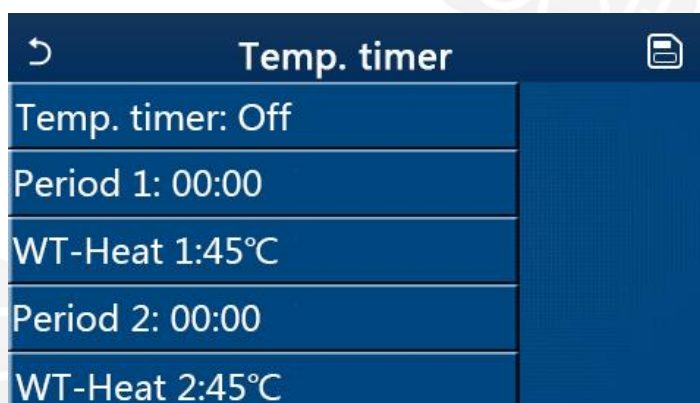 Temp. timer
Temp. timer: Off
Period 1: 00:00
WT-Heat 1:45℃
Period 2: 00:00
WT-Heat 2:45℃